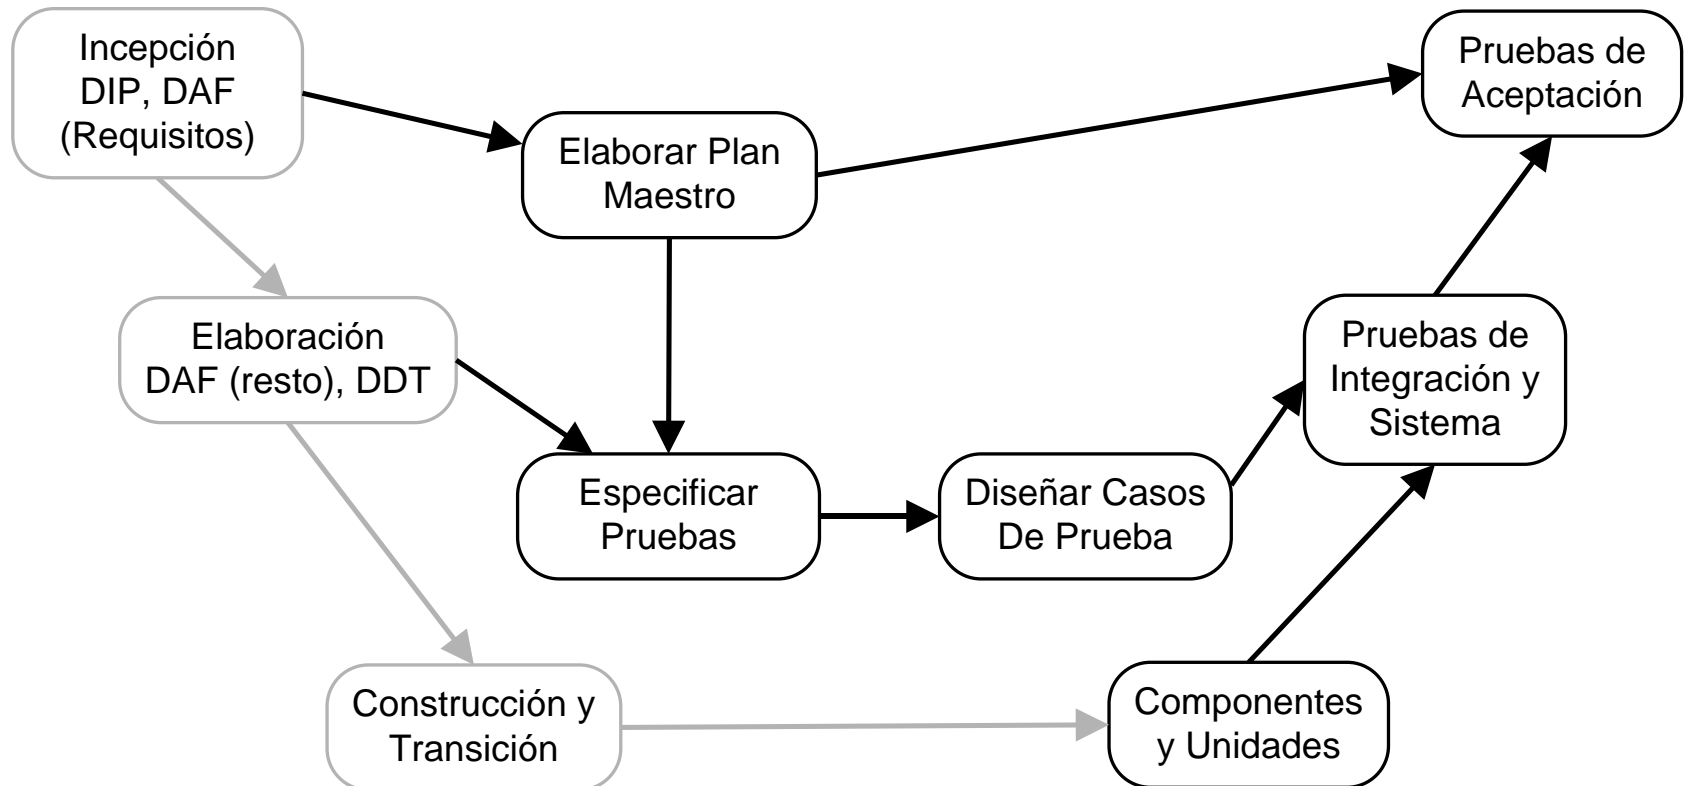 Incepción
DIP, DAF
(Requisitos)
Pruebas de
Aceptación
Elaborar Plan
Maestro
Elaboración
DAF (resto), DDT
Pruebas de
Integración y
Sistema
Especificar
Pruebas
Diseñar Casos
De Prueba
Construcción y
Transición
Componentes
y Unidades